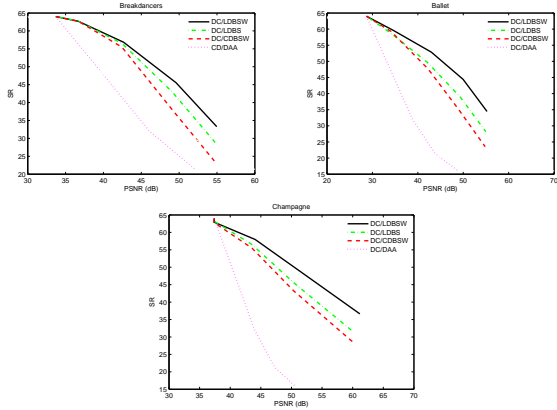 Breakdancers
65
60
55
50
45
40
35
30
25
20
30
35
40
45
50
55
60
SR
PSNR (dB)
DC/LDBSW
DC/LDBS
DC/CDBSW
CD/DAA
Ballet
65
60
55
50
45
40
35
30
25
20
15
20
30
40
50
60
70
SR
PSNR (dB)
DC/LDBSW
DC/LDBS
DC/CDBSW
DC/DAA
Champagne
65
60
55
50
45
40
35
30
25
20
15
30
35
40
45
50
55
60
65
70
SR
PSNR (dB)
DC/LDBSW
DC/LDBS
DC/CDBSW
DC/DAA